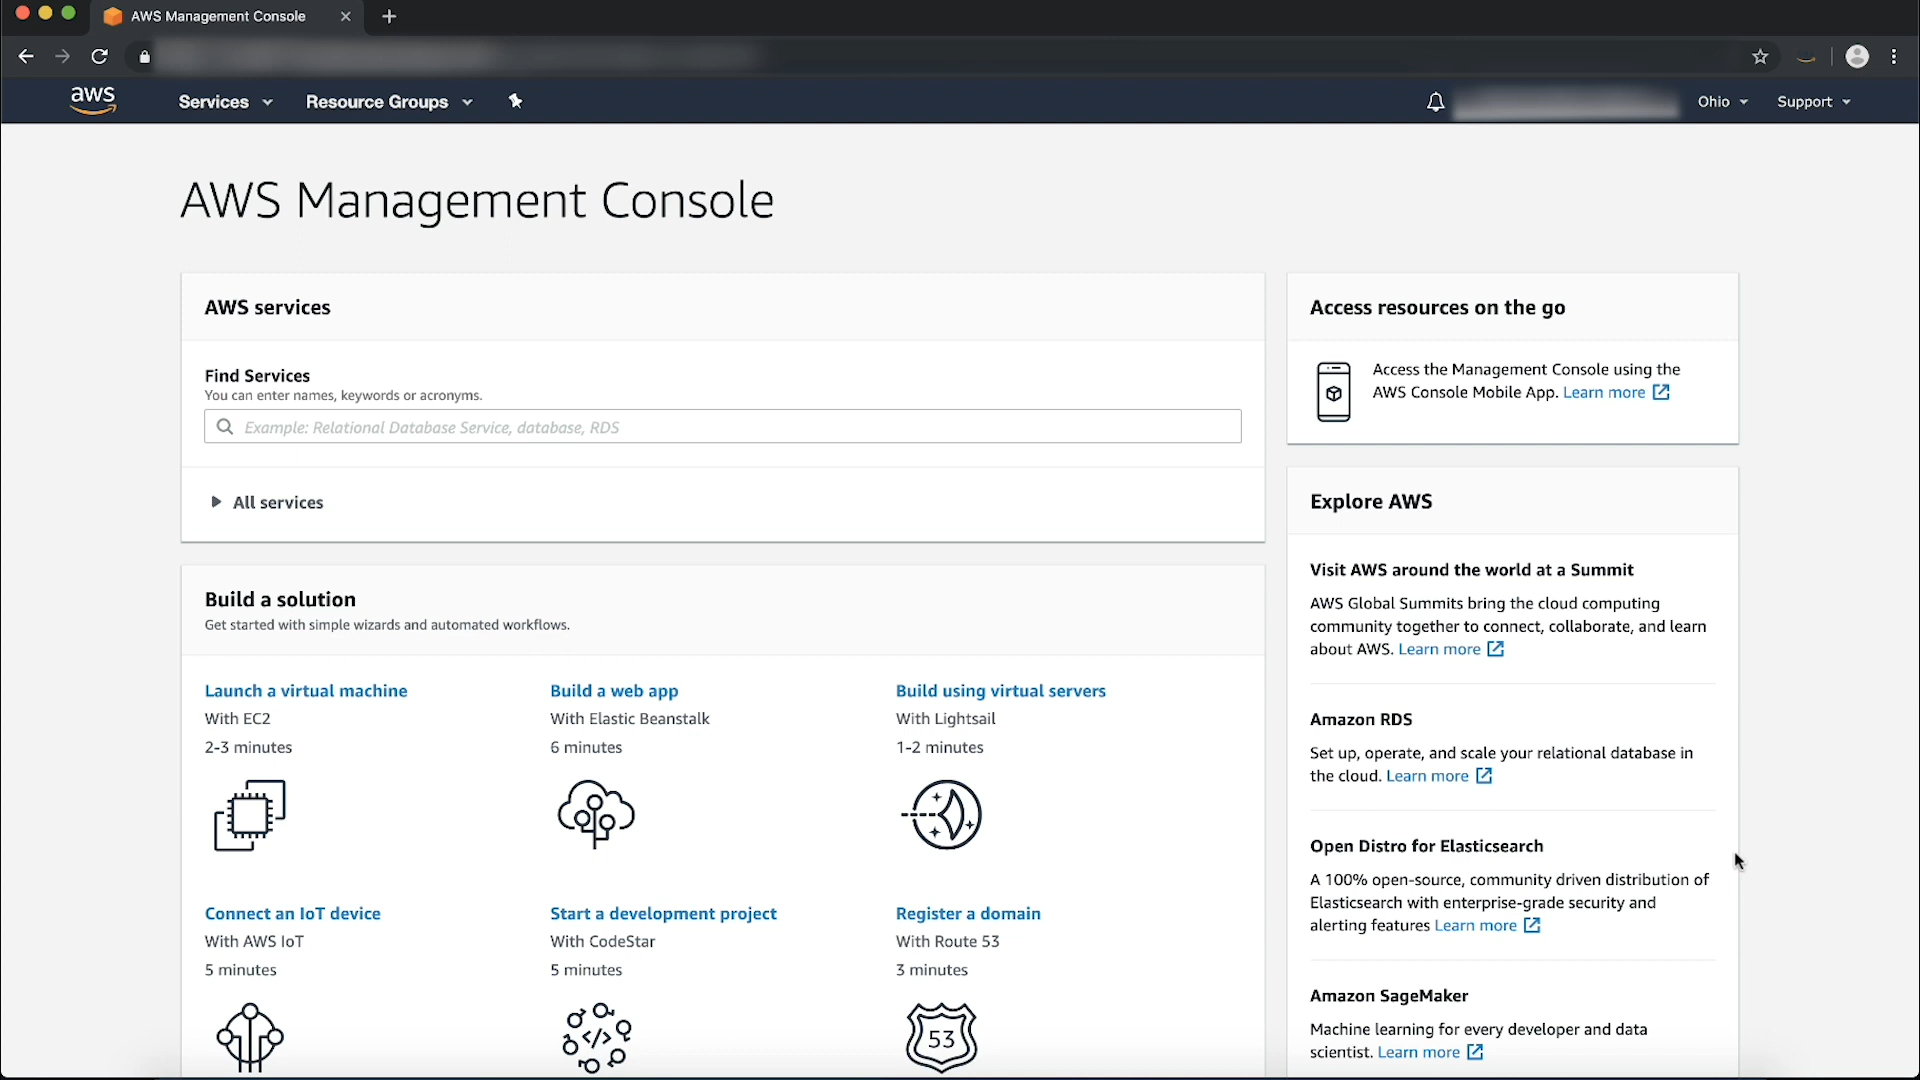 AWS Management Console
aws
Services
Resource Groups
Ohio
Support
AWS Management Console
AWS services
Find Services
You can enter names, keywords or acronyms.
Example: Relational Database Service, database, RDS
All services
Build a solution
Get started with simple wizards and automated workflows.
Launch a virtual machine
With EC2
2-3 minutes
Build a web app
With Elastic Beanstalk
6 minutes
Build using virtual servers
With Lightsail
1-2 minutes
Connect an IoT device
With AWS IoT
5 minutes
Start a development project
With CodeStar
5 minutes
</>
Register a domain
With Route 53
3 minutes
53
Access resources on the go
Access the Management Console using the
AWS Console Mobile App. Learn more
Explore AWS
Visit AWS around the world at a Summit
AWS Global Summits bring the cloud computing
community together to connect, collaborate, and learn
about AWS. Learn more
Amazon RDS
Set up, operate, and scale your relational database in
the cloud. Learn more
Open Distro for Elasticsearch
A 100% open-source, community driven distribution of
Elasticsearch with enterprise-grade security and
alerting features Learn more
Amazon SageMaker
Machine learning for every developer and data
scientist. Learn more